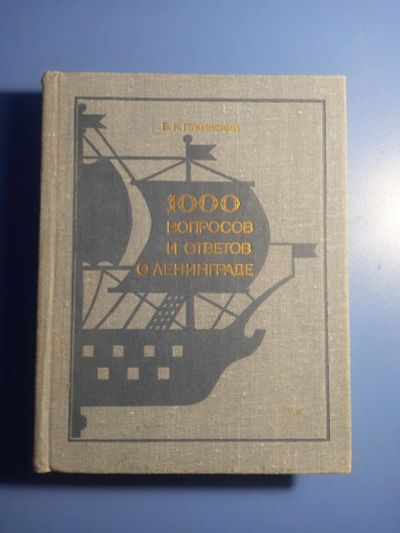 Б. К. ПУКИНСКИЙ
1000
ВОПРОСОВ
И ОТВЕТОВ
О ЛЕНИНГРАДЕ